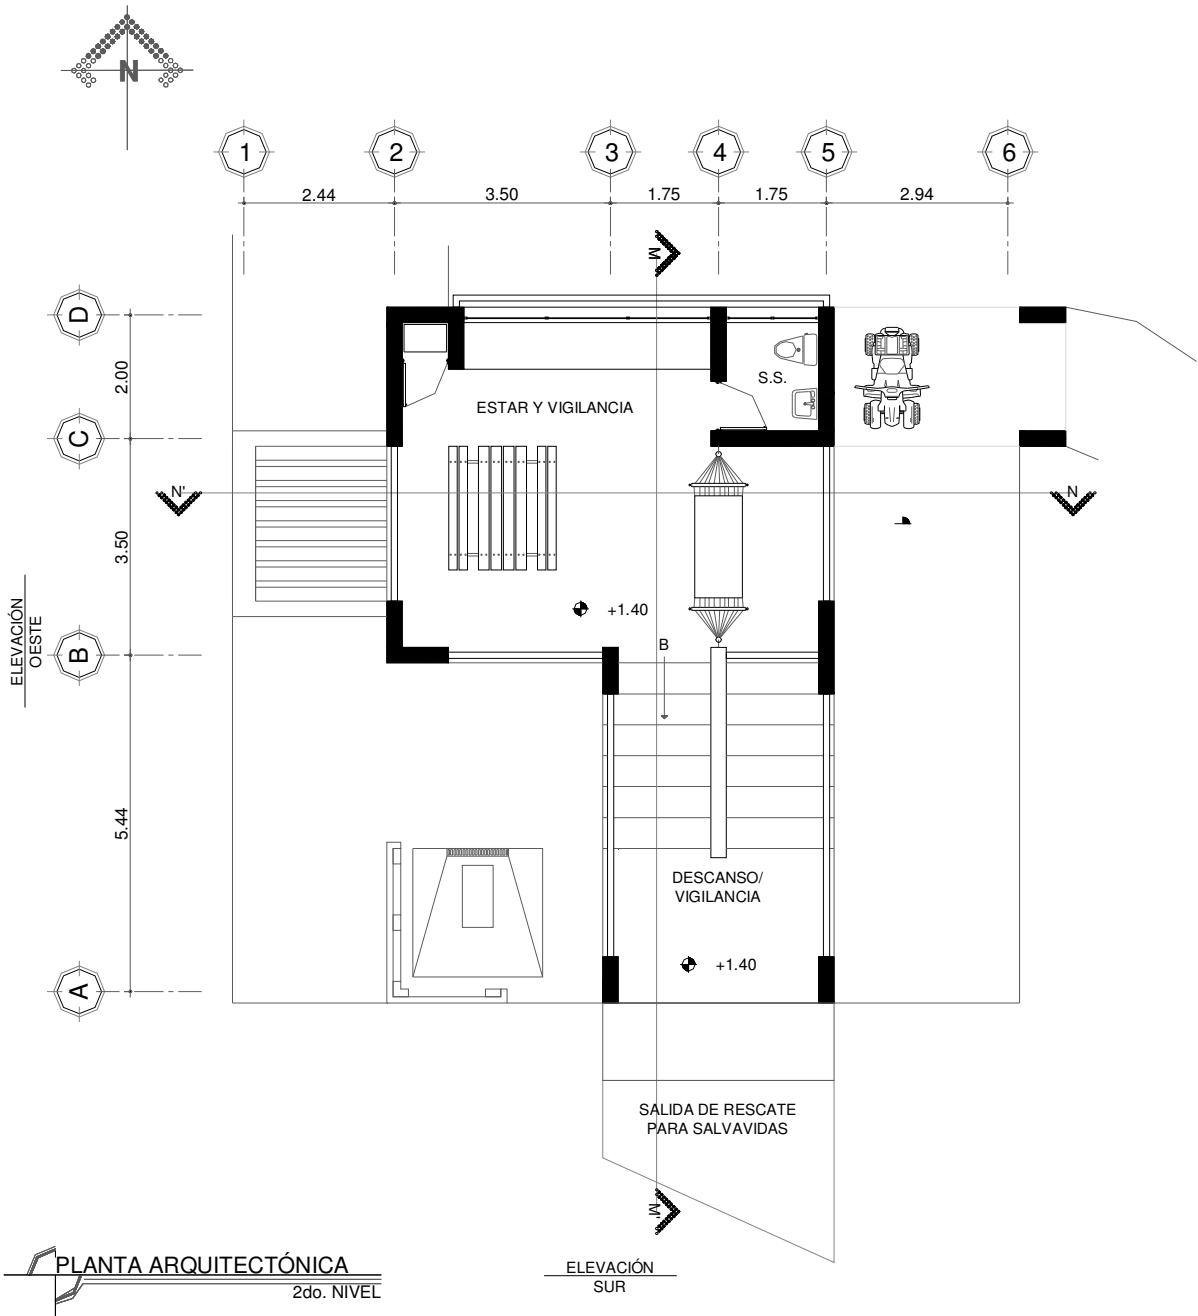 N
1
2
3
4
5
6
2.44
3.50
1.75
1.75
2.94
M
D
2.00
S.S.
ESTAR Y VIGILANCIA
C
N'
N
3.50
+1.40
ELEVACIÓN
OESTE
B
B
5.44
DESCANSO/
VIGILANCIA
+1.40
A
SALIDA DE RESCATE
PARA SALVAVIDAS
M'
PLANTA ARQUITECTÓNICA
2do. NIVEL
ELEVACIÓN
SUR